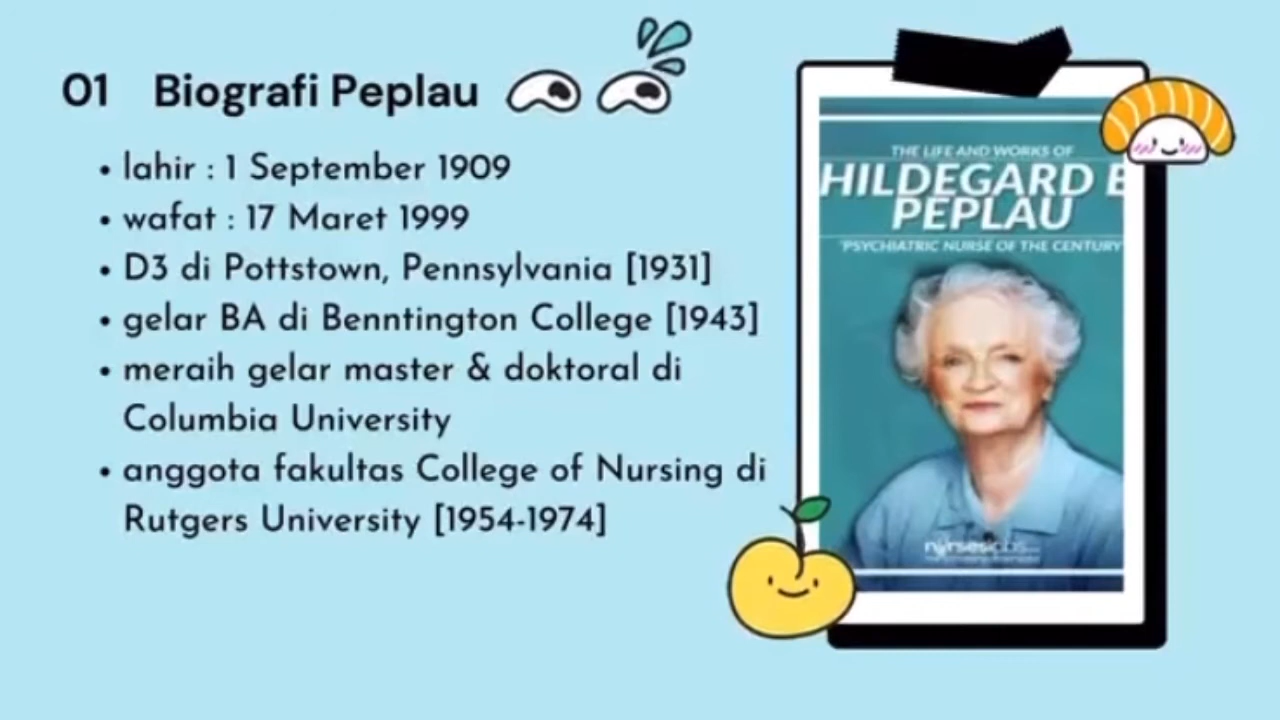 01 Biografi Peplau
• lahir : 1 September 1909
• wafat : 17 Maret 1999
• D3 di Pottstown, Pennsylvania [1931]
• gelar BA di Benntington College [1943]
• meraih gelar master & doktoral di
Columbia University
• anggota fakultas College of Nursing di
Rutgers University [1954-1974]
THE LIFE AND WORKS OF
HILDEGARD E
PEPLAU
"PSYCHIATRIC NURSE OF THE CENTURY"
nurseslabs